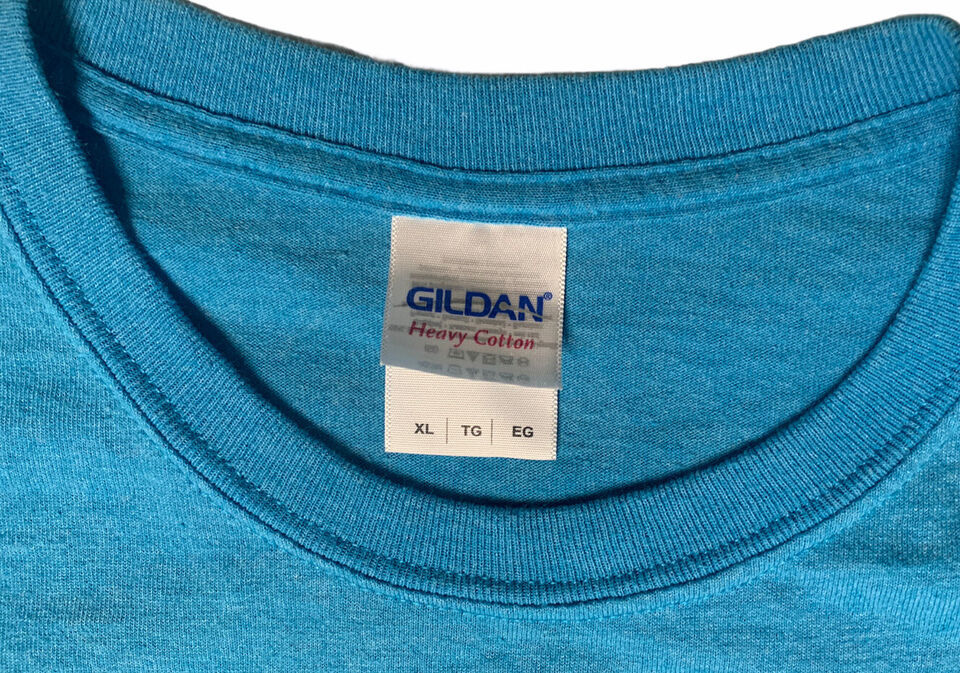 GILDAN®
Heavy Cotton
XL | TG | EG